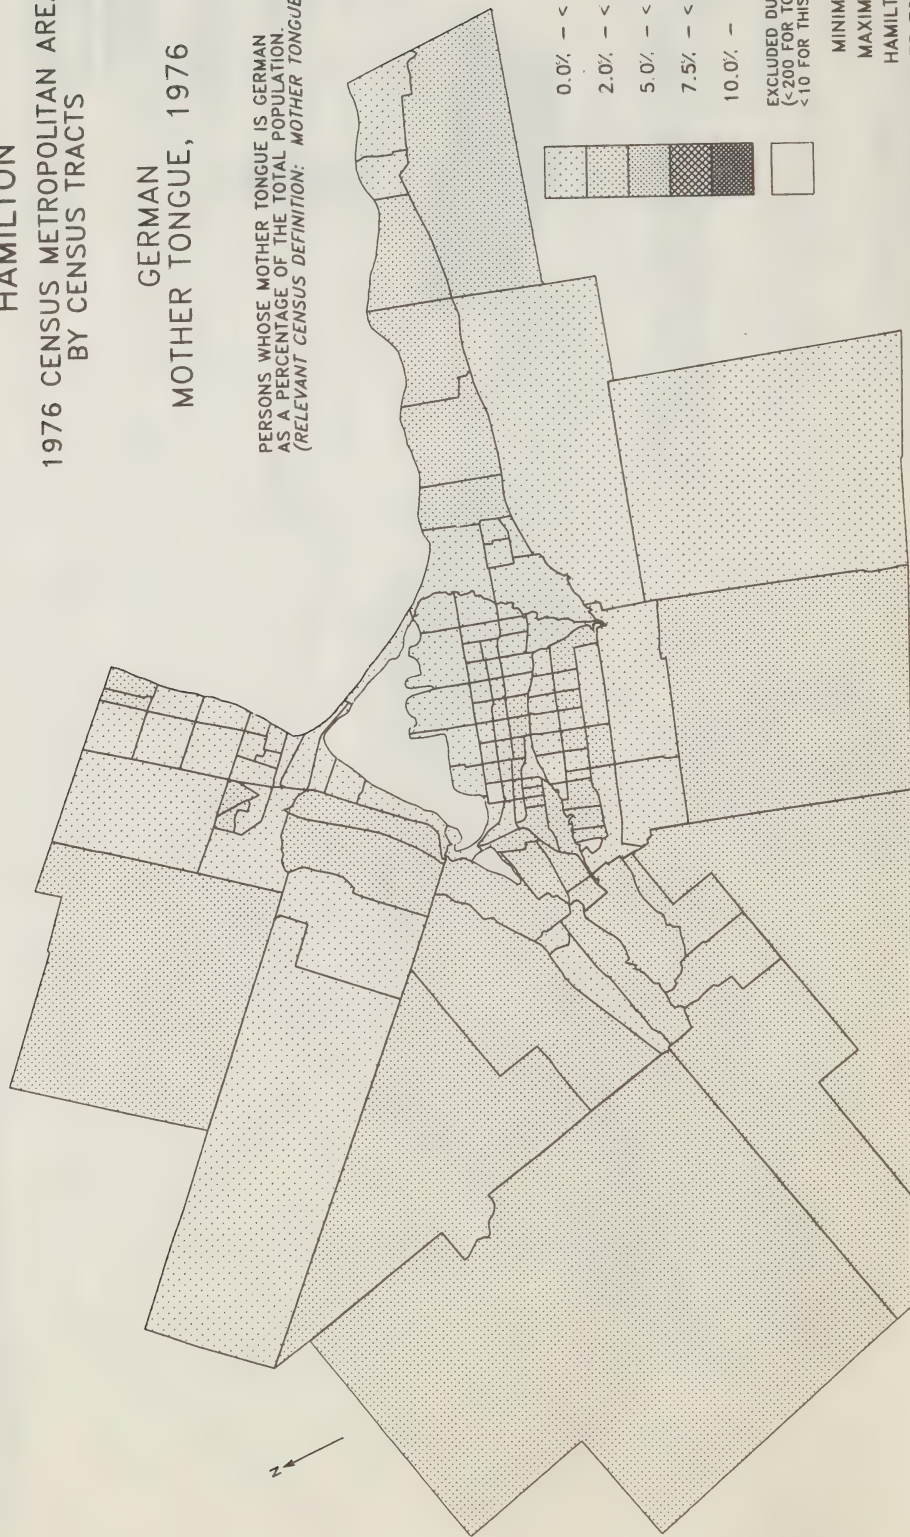 HAMILTON
1976 CENSUS METROPOLITAN AREA
BY CENSUS TRACTS
GERMAN
MOTHER TONGUE, 1976
PERSONS WHOSE MOTHER TONGUE IS GERMAN
AS A PERCENTAGE OF THE TOTAL POPULATION.
(RELEVANT CENSUS DEFINITION: MOTHER TONGUE
0.0% - <
2.0% - <
5.0% - <
7.5% - <
10.0% -
EXCLUDED DU
(<200 FOR TO
<10 FOR THIS
MINIM
MAXIM
HAMILT
N